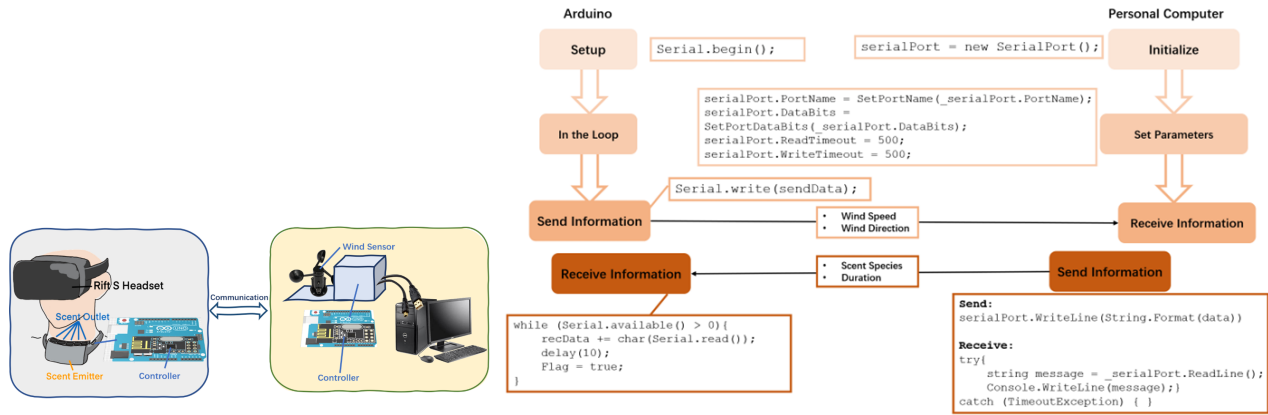 Rift S Headset
Scent Outlet
Scent Emitter
Controller
Communication
Wind Sensor
Controller
Arduino
Personal Computer
Setup
Serial.begin();
serialPort = new SerialPort();
Initialize
serialPort.PortName = SetPortName(_serialPort.PortName);
serialPort.DataBits =
SetPortDataBits(_serialPort.DataBits);
serialPort.ReadTimeout = 500;
serialPort.WriteTimeout = 500;
In the Loop
Set Parameters
Serial.write(sendData);
Send Information
• Wind Speed
• Wind Direction
Receive Information
Receive Information
• Scent Species
• Duration
Send Information
while (Serial.available() > 0){
recData += char(Serial.read());
delay(10);
Flag = true;
}
Send:
serialPort.WriteLine(String.Format(data))
Receive:
try{
string message = _serialPort.ReadLine();
Console.WriteLine(message);}
catch (TimeoutException) { }